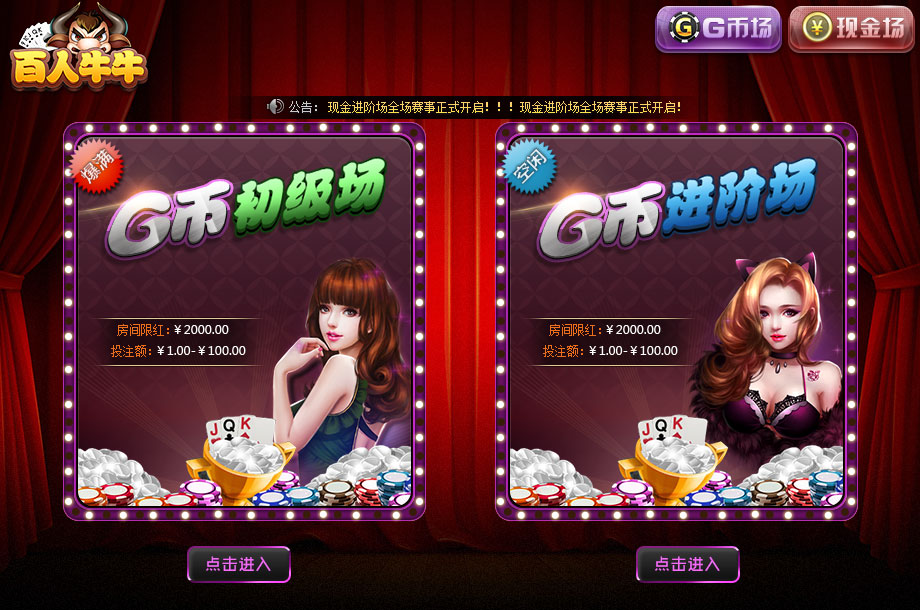 百人牛牛
G币场
现金场
公告： 现金进阶场全场赛事正式开启！！！现金进阶场全场赛事正式开启！
爆满
G币初级场
房间限红：￥2000.00
投注额：￥1.00-￥100.00
J Q K
点击进入
空闲
G币进阶场
房间限红：￥2000.00
投注额：￥1.00-￥100.00
J Q K
点击进入